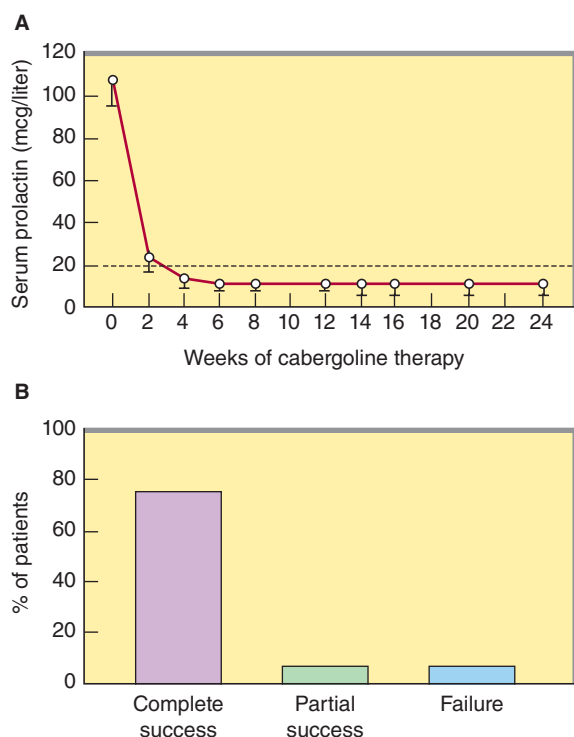 A
Serum prolactin (mcg/liter)
120
100
80
60
40
20
0
0 2 4 6 8 10 12 14 16 18 20 22 24
Weeks of cabergoline therapy
B
% of patients
100
80
60
40
20
0
Complete success
Partial success
Failure